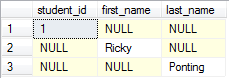 student_id first_name last_name
1 1 NULL NULL
2 NULL Ricky NULL
3 NULL NULL Ponting